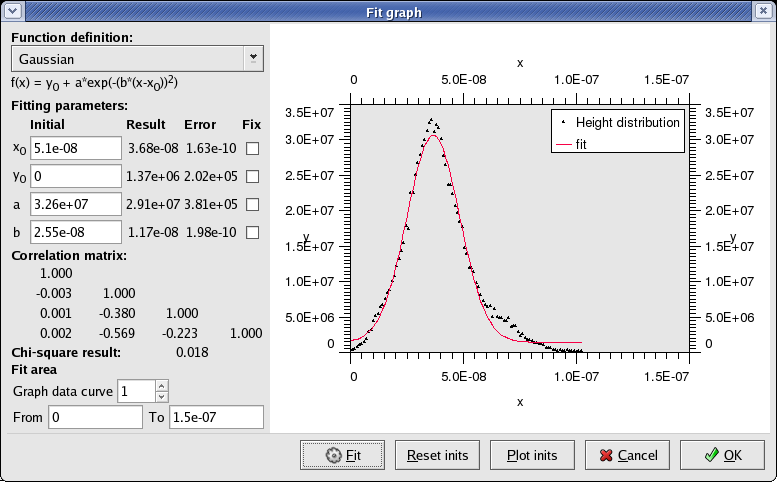 Fit graph
Function definition:
Gaussian
f(x) = y0 + a*exp(-(b*(x-x0))2)
Fitting parameters:
Initial Result Error Fix
x0 5.1e-08 3.68e-08 1.63e-10
y0 0 1.37e+06 2.02e+05
a 3.26e+07 2.91e+07 3.81e+05
b 2.55e-08 1.17e-08 1.98e-10
Correlation matrix:
1.000
-0.003 1.000
0.001 -0.380 1.000
0.002 -0.569 -0.223 1.000
Chi-square result: 0.018
Fit area
Graph data curve 1
From 0 To 1.5e-07
x
0 5.0E-08 1.0E-07 1.5E-07
3.5E+07 3.5E+07
3.0E+07 3.0E+07
2.5E+07 2.5E+07
2.0E+07 2.0E+07
y y
1.5E+07 1.5E+07
1.0E+07 1.0E+07
5.0E+06 5.0E+06
0 0
0 5.0E-08 1.0E-07 1.5E-07
x
Height distribution
fit
Fit Reset inits Plot inits Cancel OK